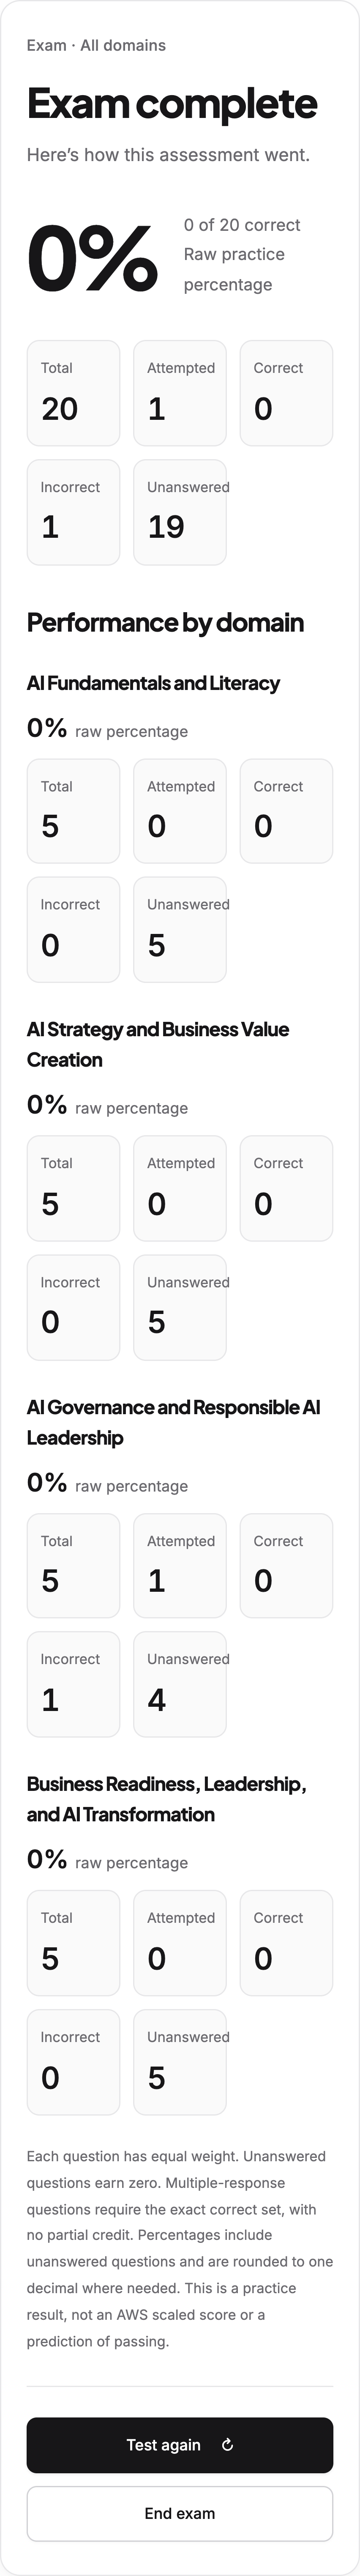 Exam · All domains
Exam complete
Here’s how this assessment went.
0%
0 of 20 correct
Raw practice
percentage
Total
20
Attempted
1
Correct
0
Incorrect
1
Unanswered
19
Performance by domain
AI Fundamentals and Literacy
0% raw percentage
Total
5
Attempted
0
Correct
0
Incorrect
0
Unanswered
5
AI Strategy and Business Value
Creation
0% raw percentage
Total
5
Attempted
0
Correct
0
Incorrect
0
Unanswered
5
AI Governance and Responsible AI
Leadership
0% raw percentage
Total
5
Attempted
1
Correct
0
Incorrect
1
Unanswered
4
Business Readiness, Leadership,
and AI Transformation
0% raw percentage
Total
5
Attempted
0
Correct
0
Incorrect
0
Unanswered
5
Each question has equal weight. Unanswered
questions earn zero. Multiple-response
questions require the exact correct set, with
no partial credit. Percentages include
unanswered questions and are rounded to one
decimal where needed. This is a practice
result, not an AWS scaled score or a
prediction of passing.
Test again ↻
End exam